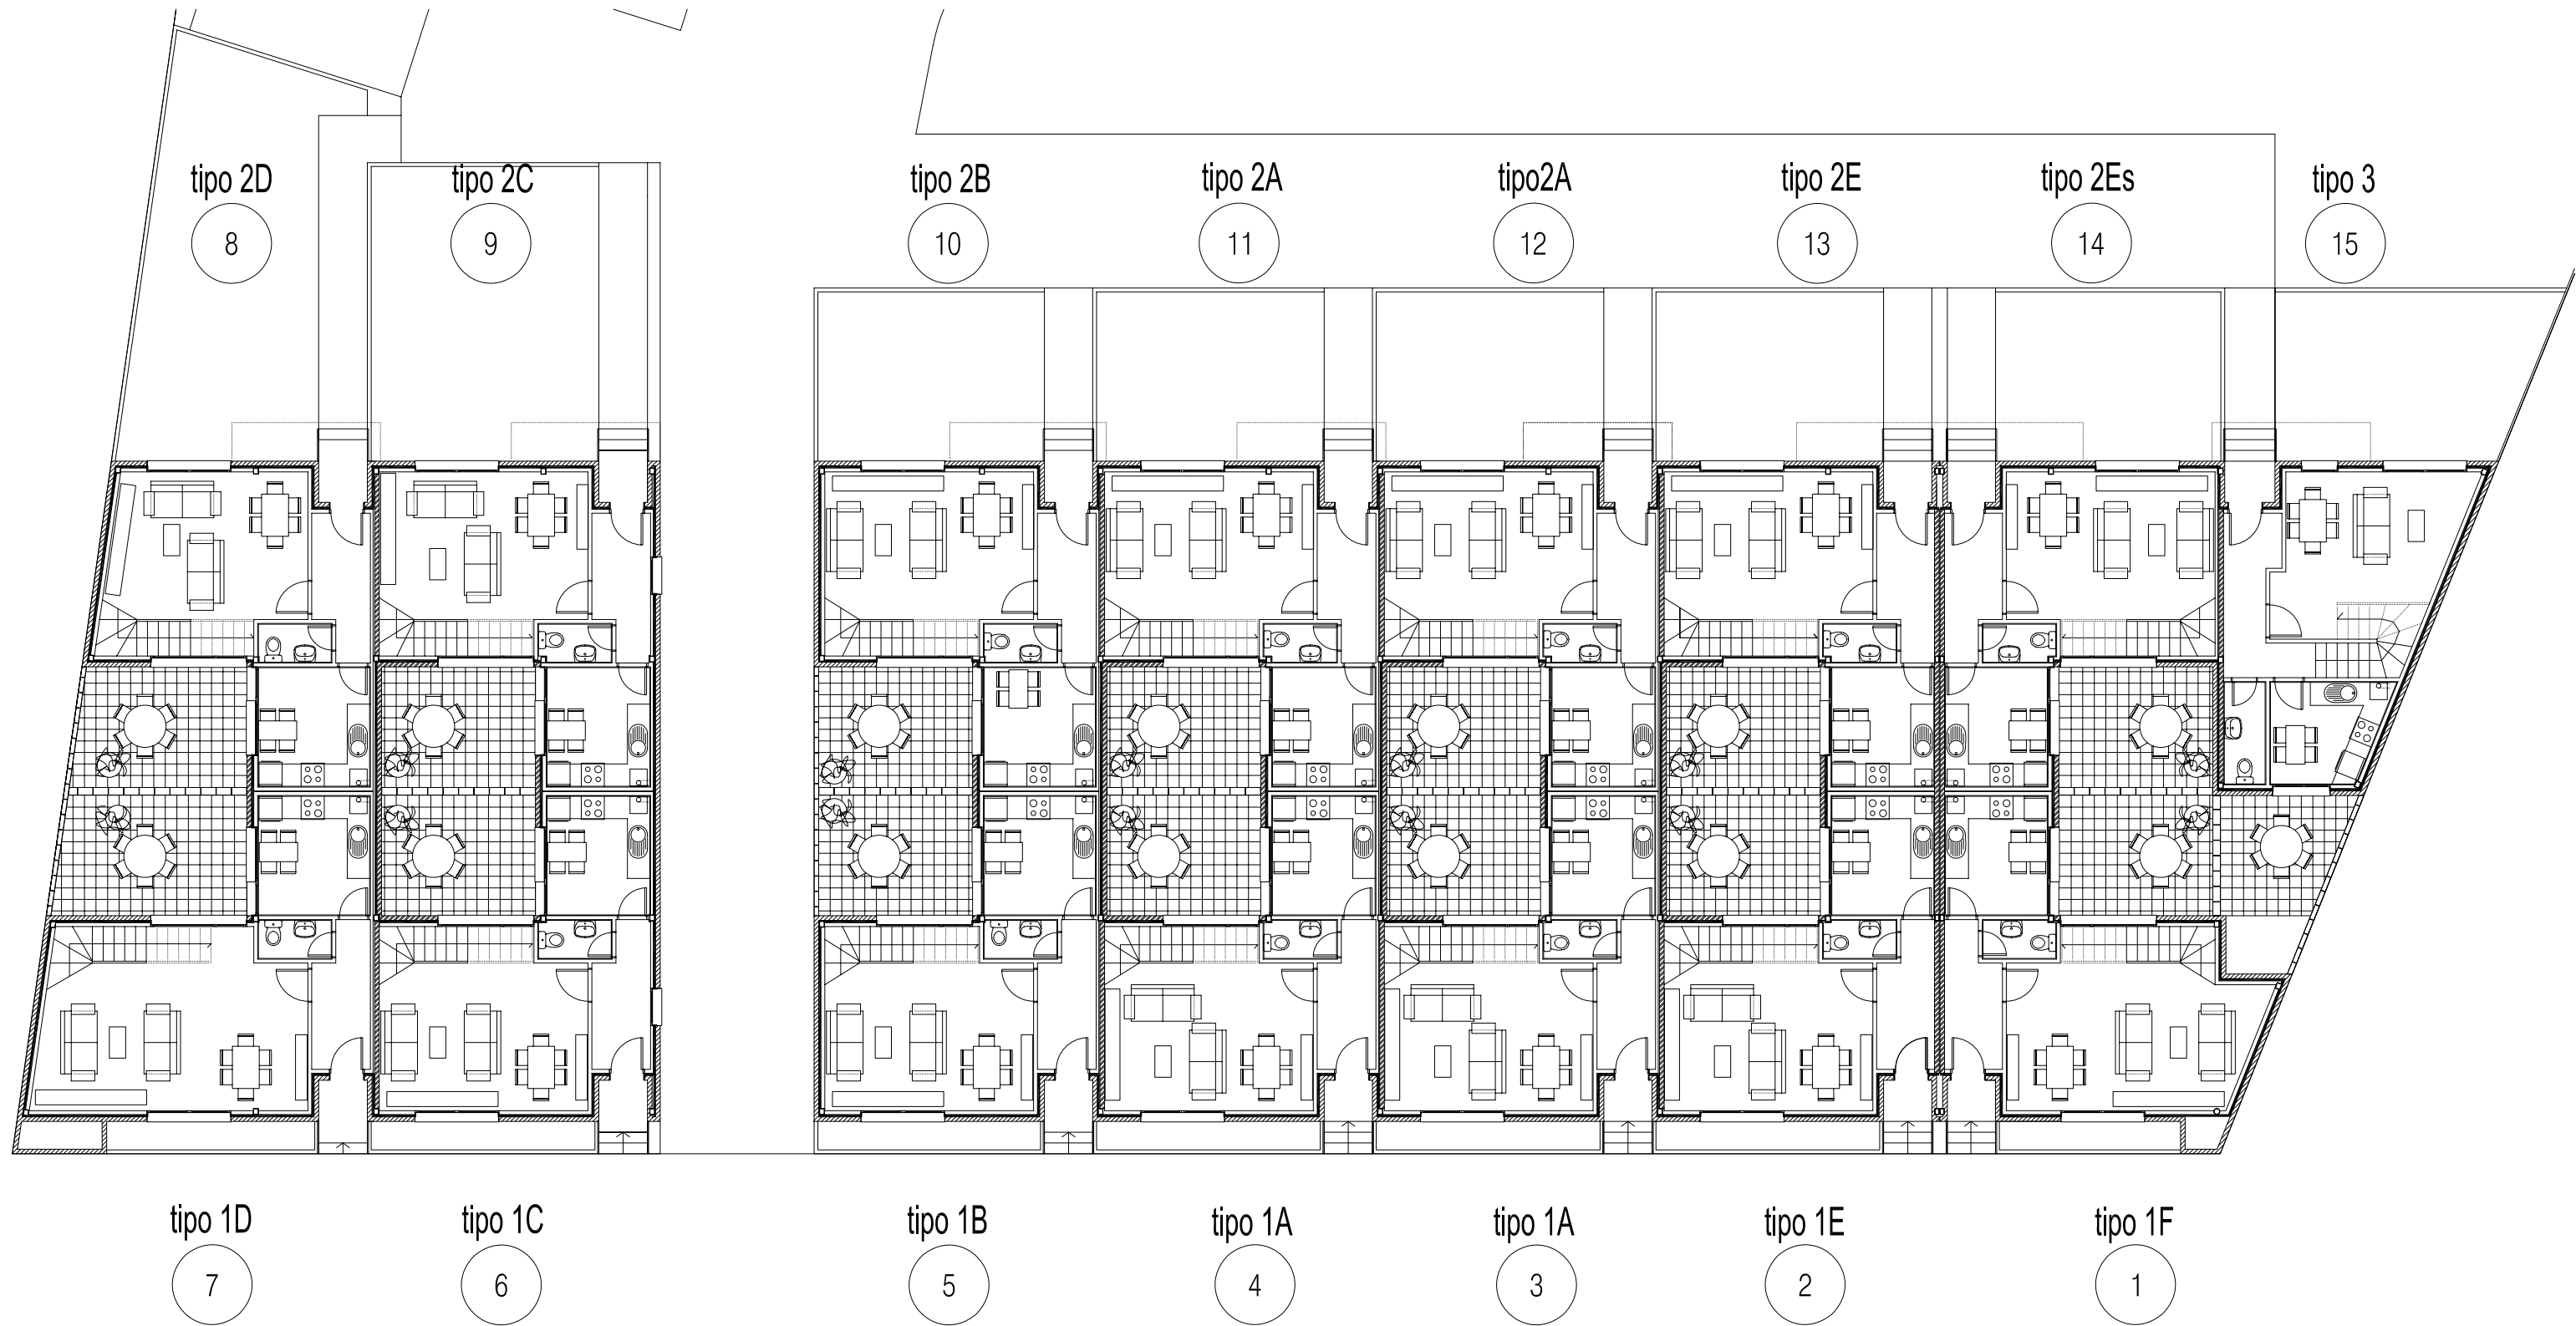 tipo 2D
tipo 2C
tipo 2B
tipo 2A
tipo2A
tipo 2E
tipo 2Es
tipo 3
8
9
10
11
12
13
14
15
tipo 1D
tipo 1C
tipo 1B
tipo 1A
tipo 1A
tipo 1E
tipo 1F
7
6
5
4
3
2
1